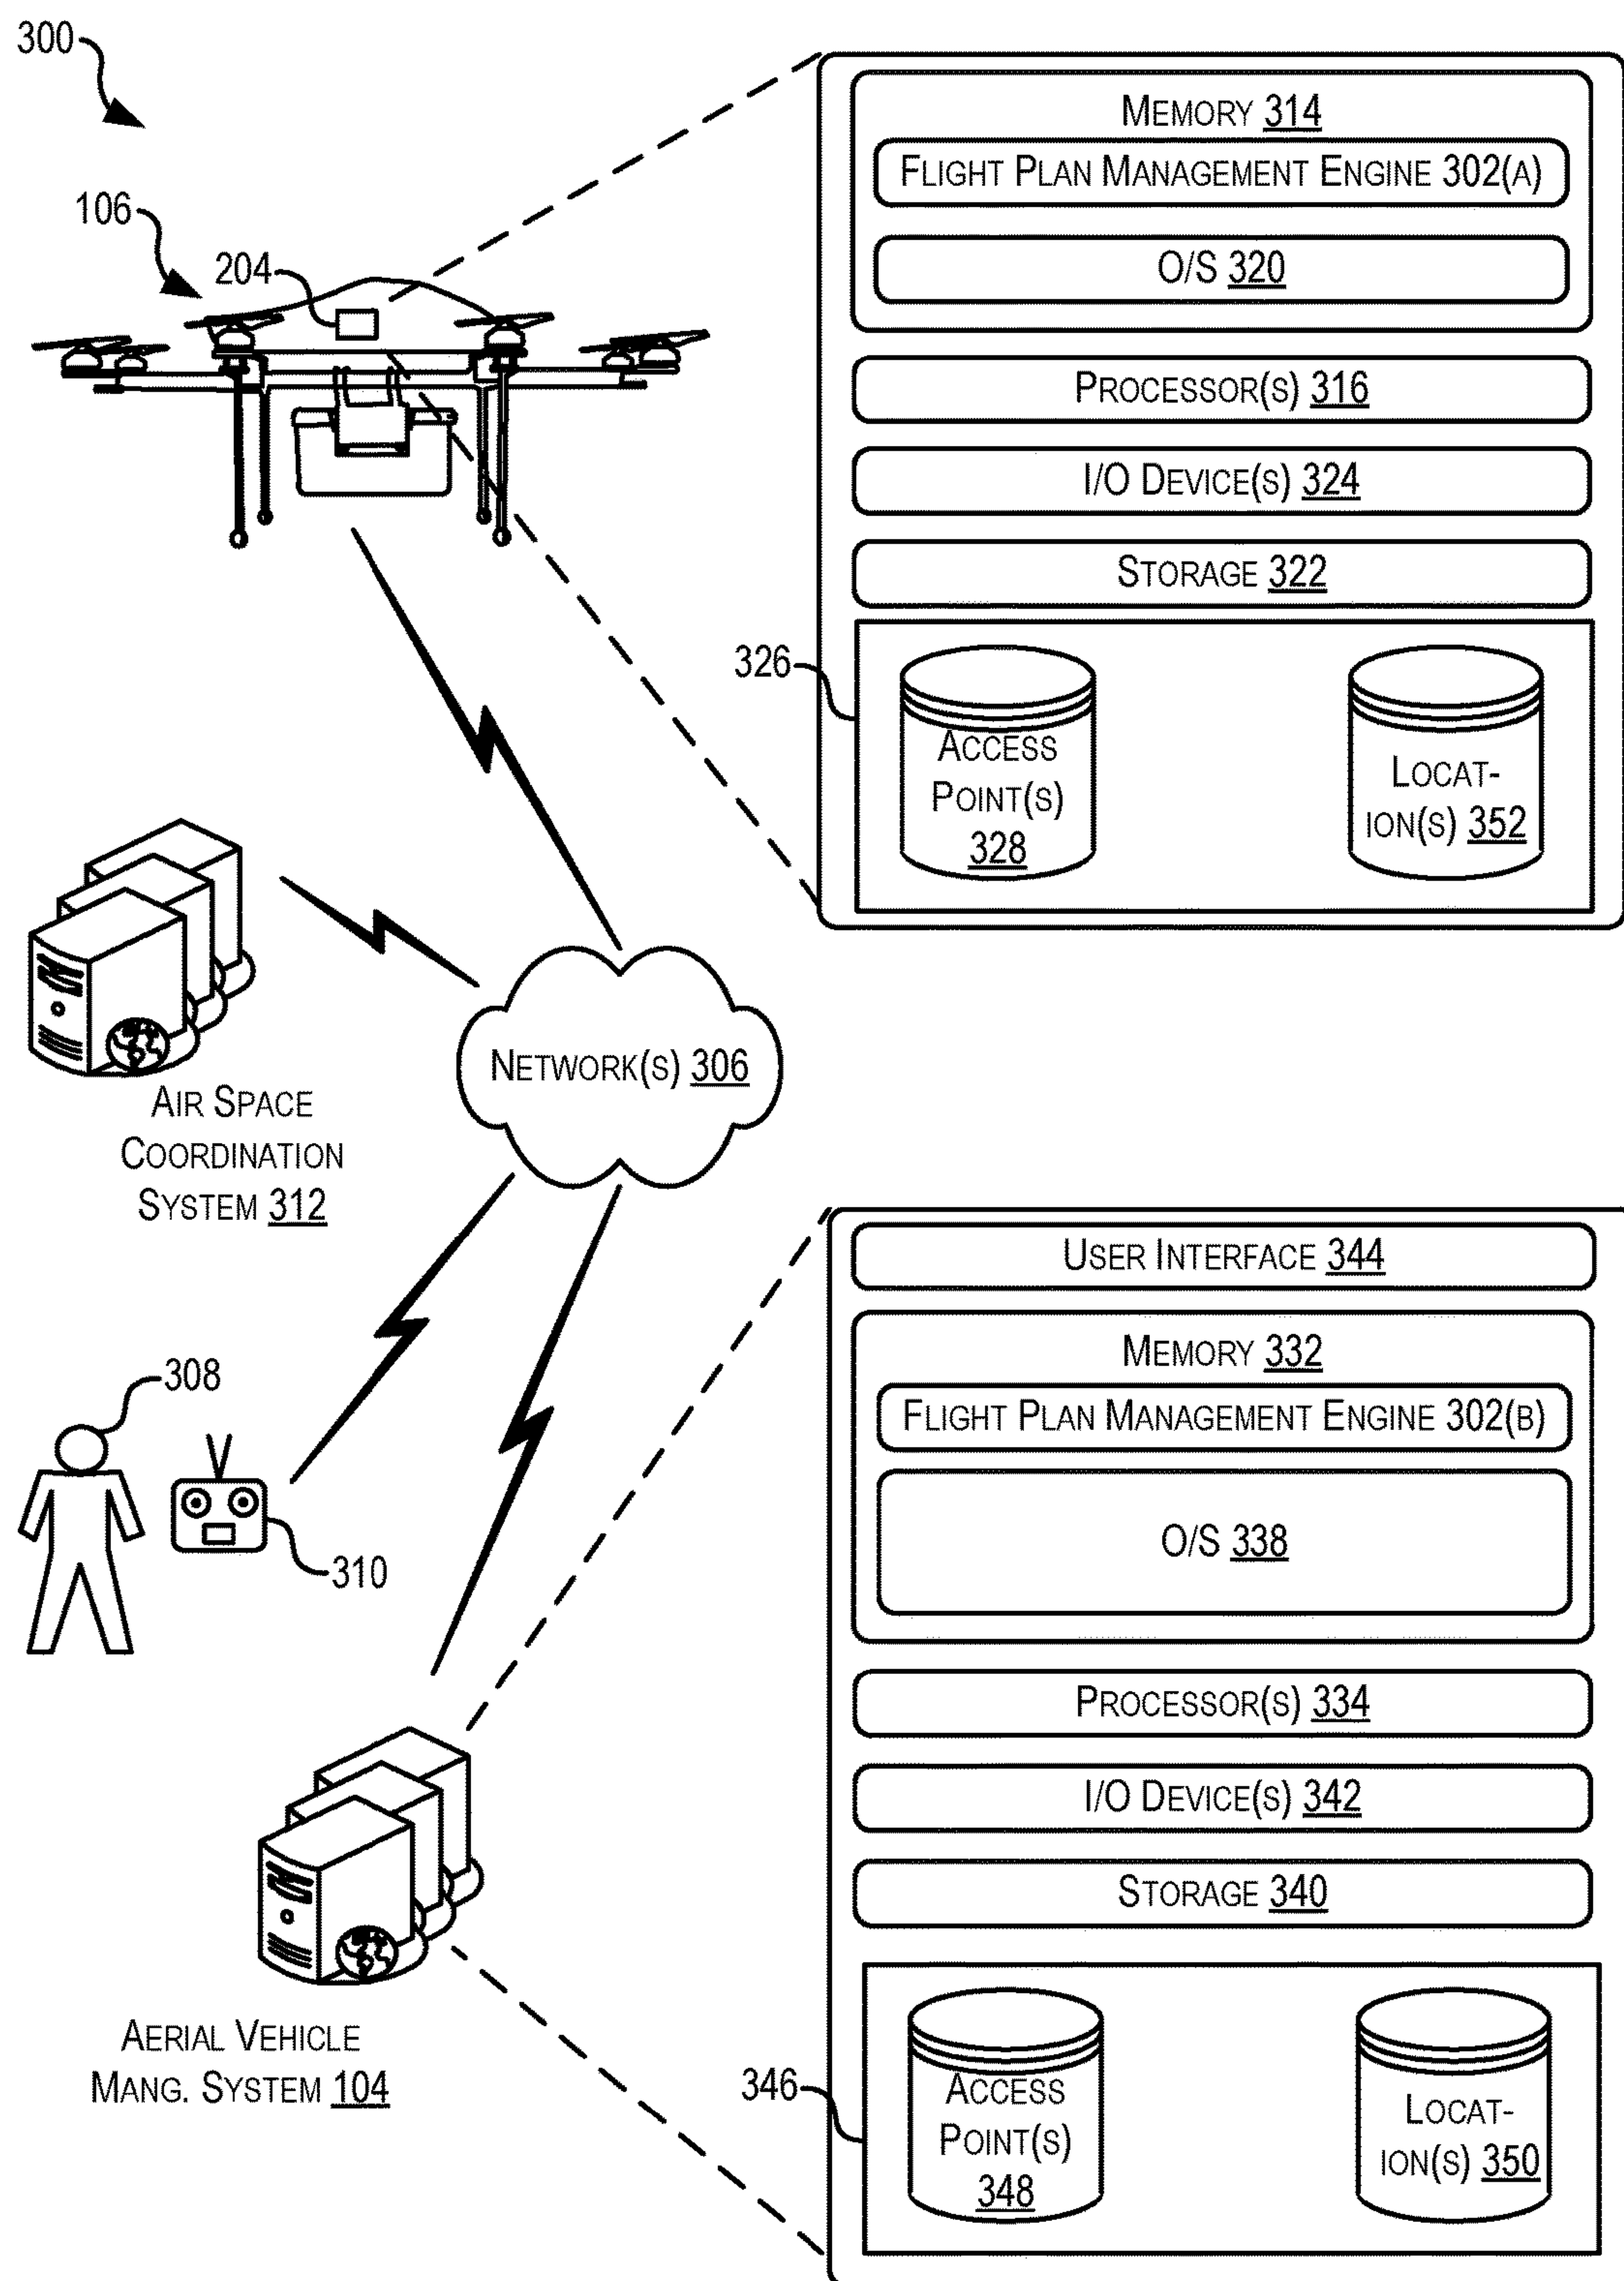 300
106
204
MEMORY 314
FLIGHT PLAN MANAGEMENT ENGINE 302(A)
O/S 320
PROCESSOR(S) 316
I/O DEVICE(S) 324
STORAGE 322
326
ACCESS
POINT(S)
328
LOCAT-
ION(S) 352
NETWORK(S) 306
AIR SPACE
COORDINATION
SYSTEM 312
308
310
USER INTERFACE 344
MEMORY 332
FLIGHT PLAN MANAGEMENT ENGINE 302(B)
O/S 338
PROCESSOR(S) 334
I/O DEVICE(S) 342
STORAGE 340
AERIAL VEHICLE
MANG. SYSTEM 104
346
ACCESS
POINT(S)
348
LOCAT-
ION(S) 350